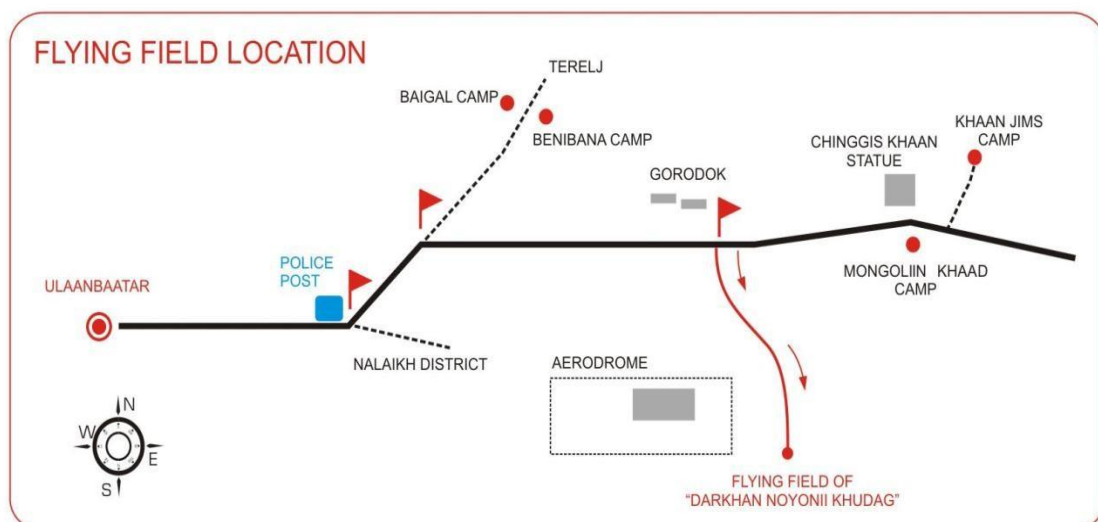 FLYING FIELD LOCATION
TERELJ
BAIGAL CAMP
BENIBANA CAMP
KHAAN JIMS
CAMP
CHINGGIS KHAAN
STATUE
GORODOK
POLICE
POST
ULAANBAATAR
MONGOLIIN KHAAD
CAMP
NALAIKH DISTRICT
AERODROME
N
W
E
S
FLYING FIELD OF
“DARKHAN NOYONII KHUDAG”